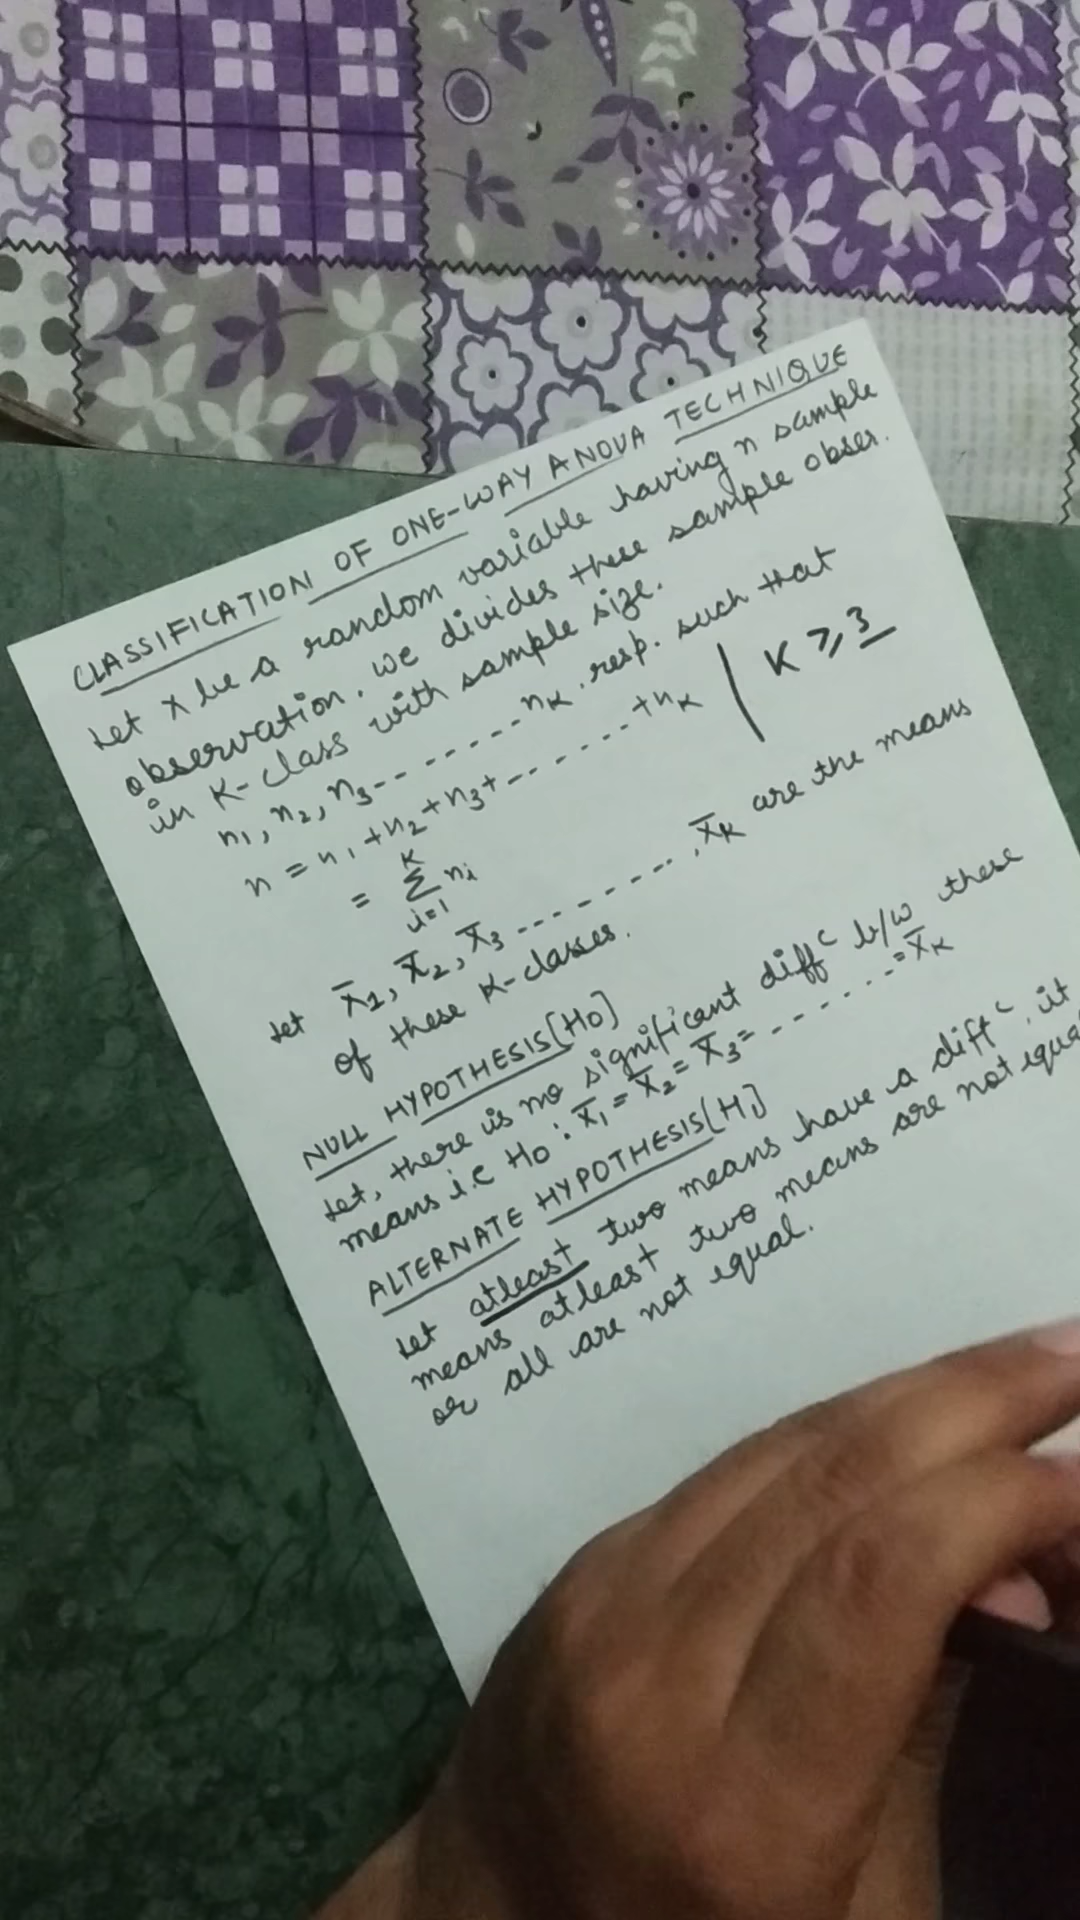 CLASSIFICATION OF ONE-WAY ANOVA TECHNIQUE
Let X be a random variable having n sample
observation. we divides these sample obser.
in K-class with sample size.
n₁, n₂, n₃-------nK. resp. such that
n = n₁ + n₂ + n₃ + ------- + nK | K ≥ 3
= K∑i=1 ni
Let X̄1, X̄2, X̄3 --------, X̄K are the means
of these K-classes.
NULL HYPOTHESIS[H0]
Let, there is no significant diffᶜ b/w these
means i.e H0 : X̄1 = X̄2 = X̄3 = ------- = X̄K
ALTERNATE HYPOTHESIS[H1]
Let atleast two means have a diffᶜ, it
means atleast two means are not equal
or all are not equal.